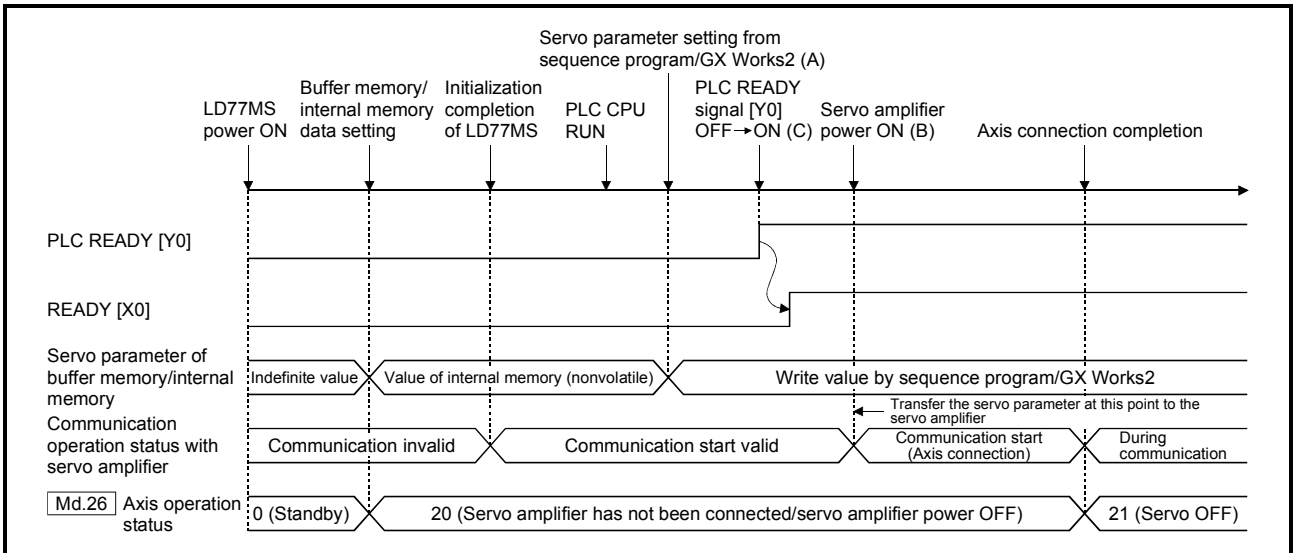 Servo parameter setting from
sequence program/GX Works2 (A)
LD77MS
power ON
Buffer memory/
internal memory
data setting
Initialization
completion
of LD77MS
PLC CPU
RUN
PLC READY
signal [Y0]
OFF→ON (C)
Servo amplifier
power ON (B)
Axis connection completion
PLC READY [Y0]
READY [X0]
Servo parameter of
buffer memory/internal
memory
Indefinite value
Value of internal memory (nonvolatile)
Write value by sequence program/GX Works2
Transfer the servo parameter at this point to the
servo amplifier
Communication
operation status with
servo amplifier
Communication invalid
Communication start valid
Communication start
(Axis connection)
During
communication
Md.26 Axis operation
status
0 (Standby)
20 (Servo amplifier has not been connected/servo amplifier power OFF)
21 (Servo OFF)